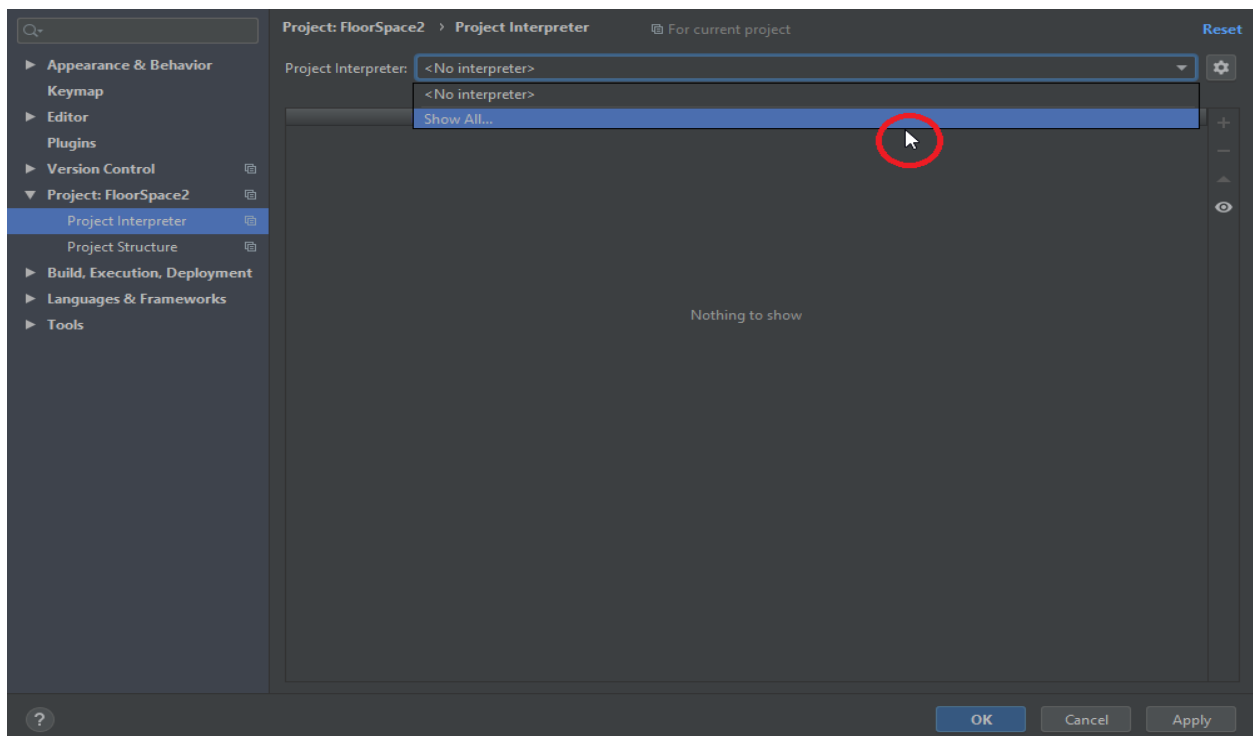 Project: FloorSpace2 › Project Interpreter For current project Reset
Appearance & Behavior
Keymap
Editor
Plugins
Version Control
Project: FloorSpace2
Project Interpreter
Project Structure
Build, Execution, Deployment
Languages & Frameworks
Tools
Project Interpreter: <No interpreter>
<No interpreter>
Show All...
Nothing to show
? OK Cancel Apply